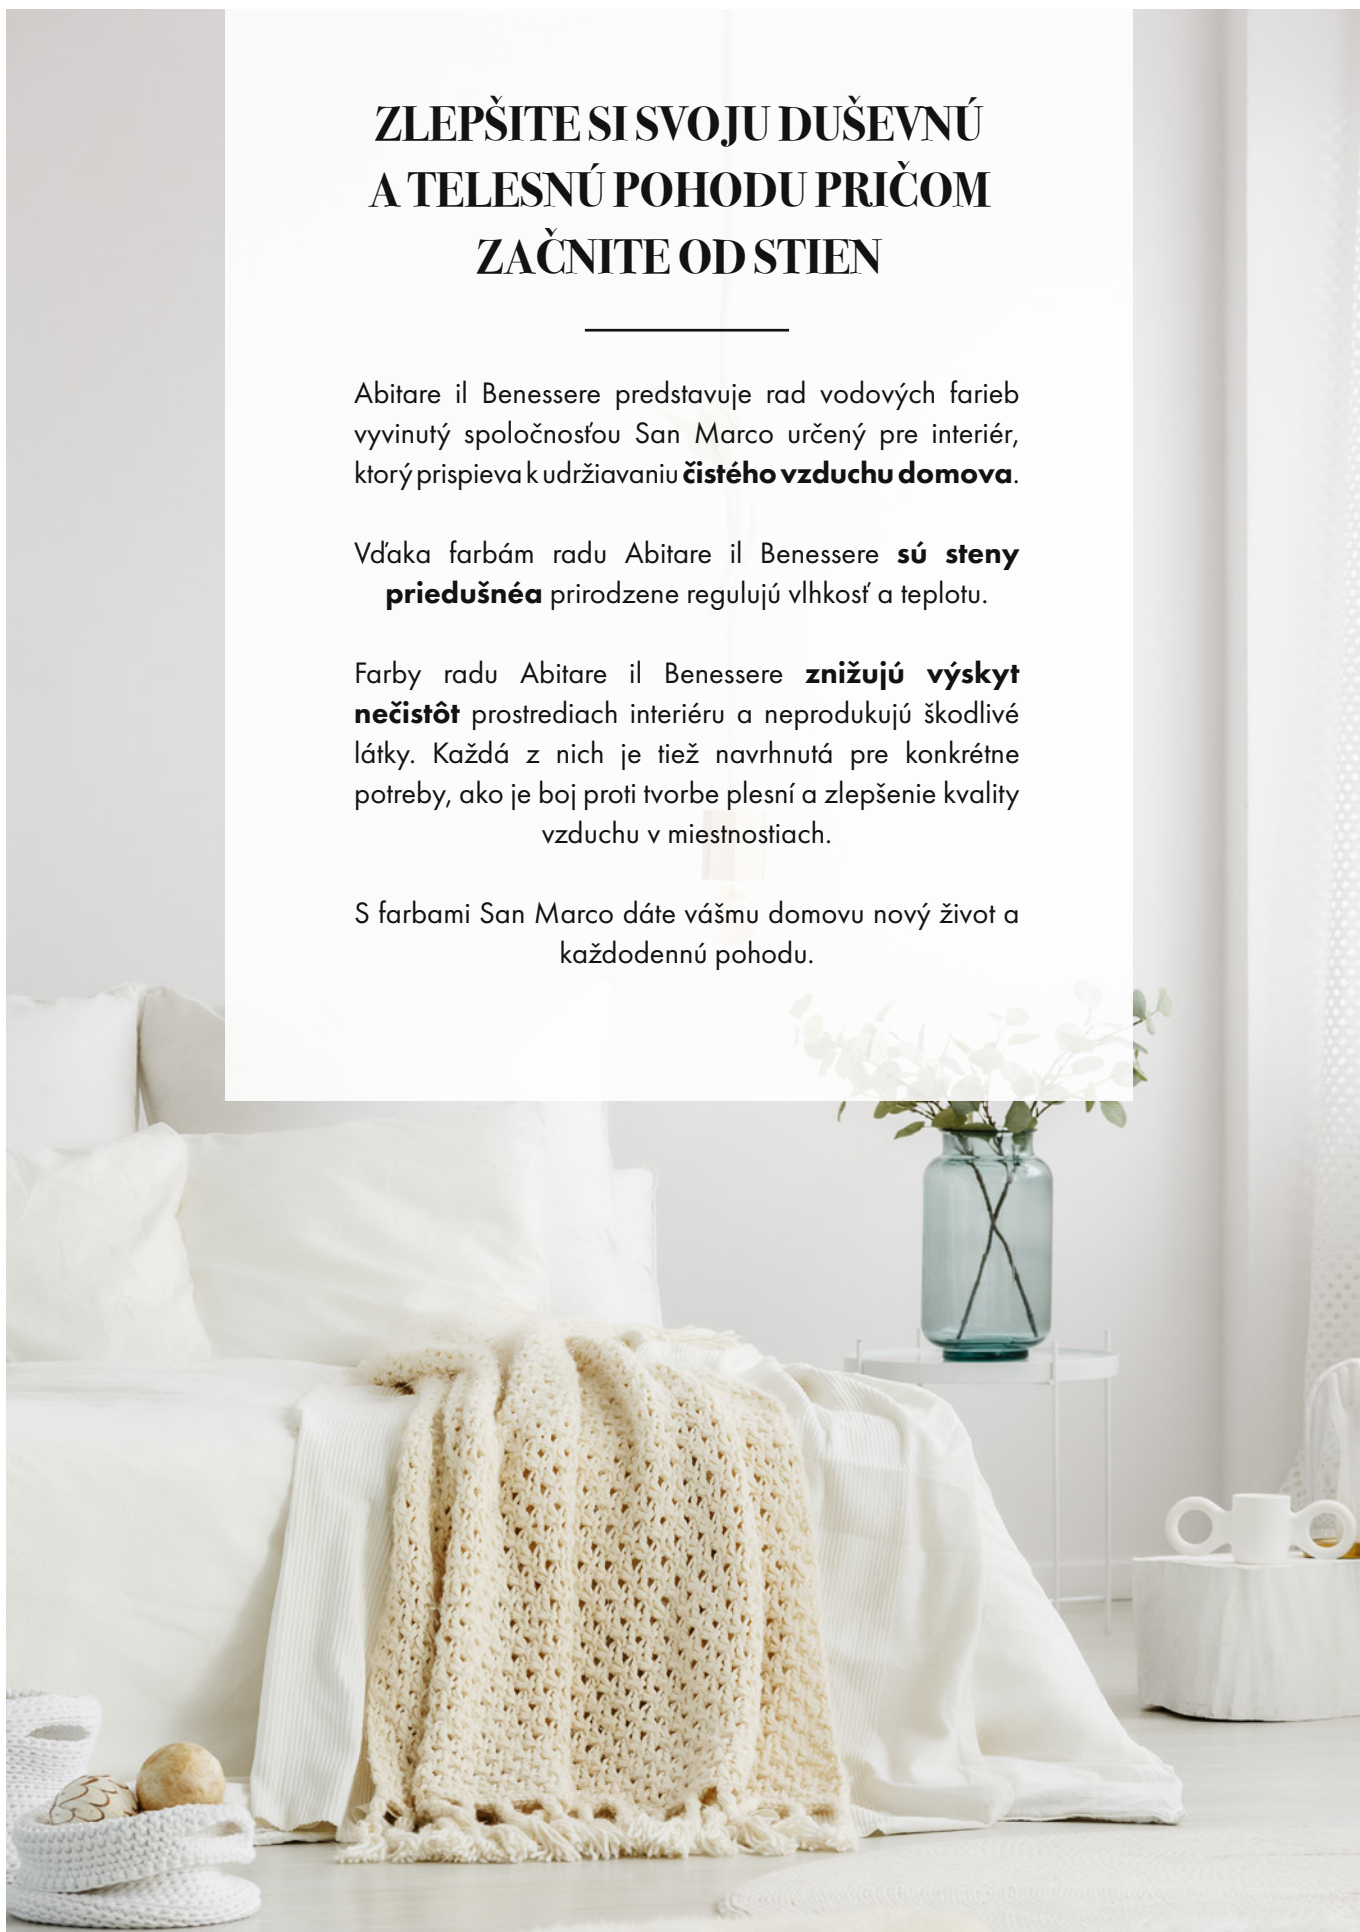 ZLEPŠITE SI SVOJU DUŠEVNÚ
A TELESNÚ POHODU PRIČOM
ZAČNITE OD STIEN
Abitare il Benessere predstavuje rad vodových farieb
vyvinutý spoločnosťou San Marco určený pre interiér,
ktorý prispieva k udržiavaniu čistého vzduchu domova.
Vďaka farbám radu Abitare il Benessere sú steny
priedušnéa prirodzene regulujú vlhkosť a teplotu.
Farby radu Abitare il Benessere znižujú výskyt
nečistôt prostrediach interiéru a neprodukujú škodlivé
látky. Každá z nich je tiež navrhnutá pre konkrétne
potreby, ako je boj proti tvorbe plesní a zlepšenie kvality
vzduchu v miestnostiach.
S farbami San Marco dáte vášmu domovu nový život a
každodennú pohodu.